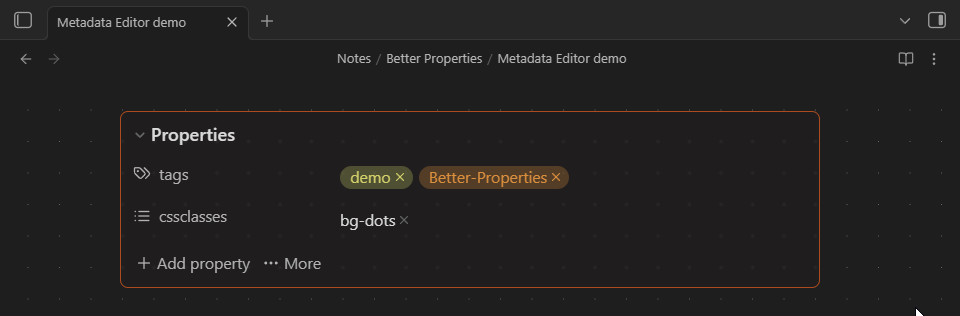 Metadata Editor demo
Notes / Better Properties / Metadata Editor demo
Properties
tags demo × Better-Properties ×
cssclasses bg-dots ×
+ Add property ··· More